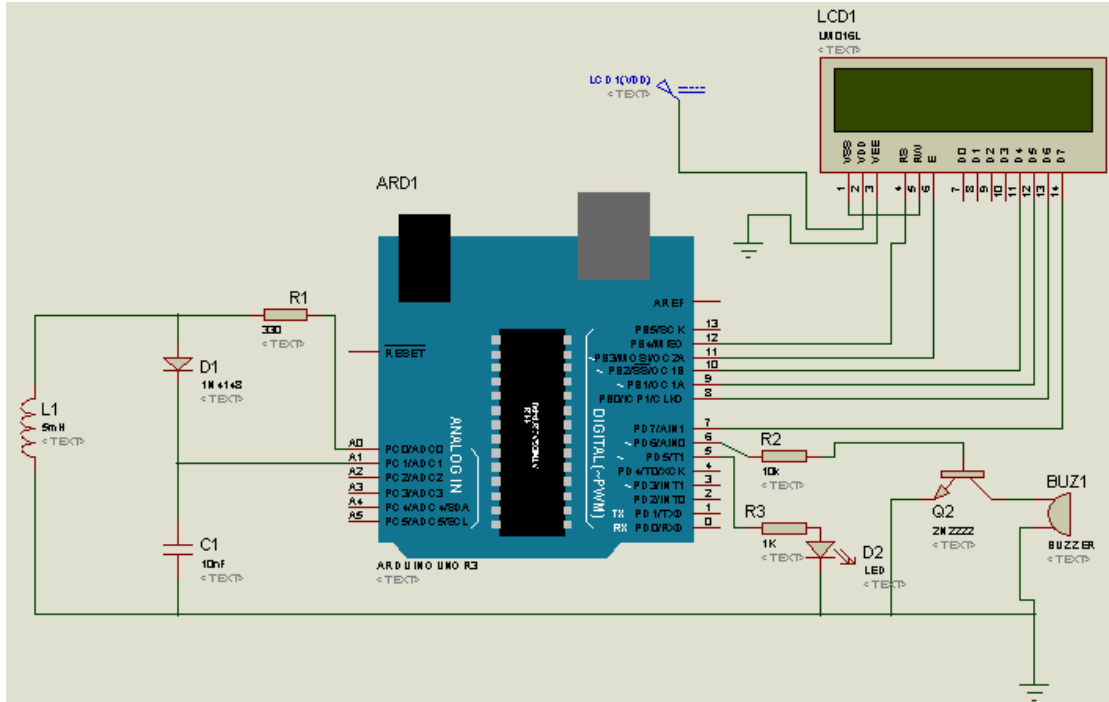 LCD1
LM016L
<TEXT>
LCD1(VDD)
<TEXT>
VSS
VDD
VEE
RS
RW
E
D0
D1
D2
D3
D4
D5
D6
D7
1
2
3
4
5
6
7
8
9
10
11
12
13
14
ARD1
R1
330
<TEXT>
D1
1N4148
<TEXT>
L1
5mH
<TEXT>
C1
10nF
<TEXT>
RESET
AREF
PB5/SCK 13
PB4/MISO 12
~PB3/MOSI/OC2A 11
~PB2/SS/OC1B 10
~PB1/OC1A 9
PB0/ICP1/CLKO 8
PD7/AIN1 7
~PD6/AIN0 6
~PD5/T1 5
PD4/T0/XCK 4
~PD3/INT1 3
PD2/INT0 2
TX PD1/TXD 1
RX PD0/RXD 0
A0 PC0/ADC0
A1 PC1/ADC1
A2 PC2/ADC2
A3 PC3/ADC3
A4 PC4/ADC4/SDA
A5 PC5/ADC5/SCL
ANALOG IN
DIGITAL (~PWM)
ARDUINO UNO R3
<TEXT>
R2
10k
<TEXT>
R3
1K
<TEXT>
D2
LED
<TEXT>
Q2
2N2222
<TEXT>
BUZ1
BUZZER
<TEXT>